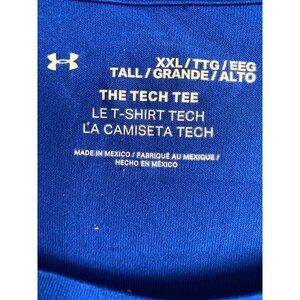 XXL / TTG / EEG
TALL / GRANDE / ALTO
THE TECH TEE
LE T-SHIRT TECH
LA CAMISETA TECH
MADE IN MEXICO / FABRIQUÉ AU MEXIQUE /
HECHO EN MÉXICO